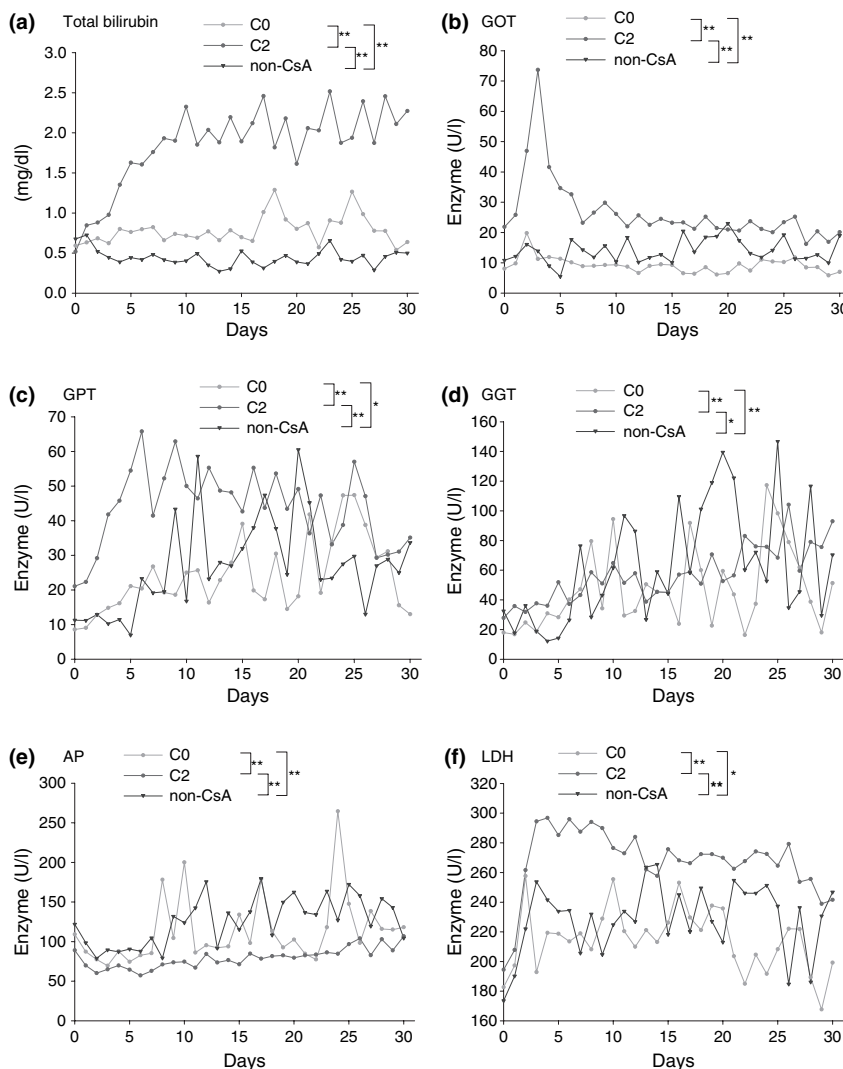 (a) Total bilirubin
C0
C2
non-CsA
**
**
**
3.0
2.5
2.0
1.5
1.0
0.5
0.0
(mg/dl)
0 5 10 15 20 25 30
Days
(b) GOT
C0
C2
non-CsA
**
**
**
80
70
60
50
40
30
20
10
0
Enzyme (U/l)
0 5 10 15 20 25 30
Days
(c) GPT
C0
C2
non-CsA
**
**
*
70
60
50
40
30
20
10
0
Enzyme (U/l)
0 5 10 15 20 25 30
Days
(d) GGT
C0
C2
non-CsA
**
*
**
160
140
120
100
80
60
40
20
0
Enzyme (U/l)
0 5 10 15 20 25 30
Days
(e) AP
C0
C2
non-CsA
**
**
**
300
250
200
150
100
50
0
Enzyme (U/l)
0 5 10 15 20 25 30
Days
(f) LDH
C0
C2
non-CsA
**
**
*
320
300
280
260
240
220
200
180
160
Enzyme (U/l)
0 5 10 15 20 25 30
Days